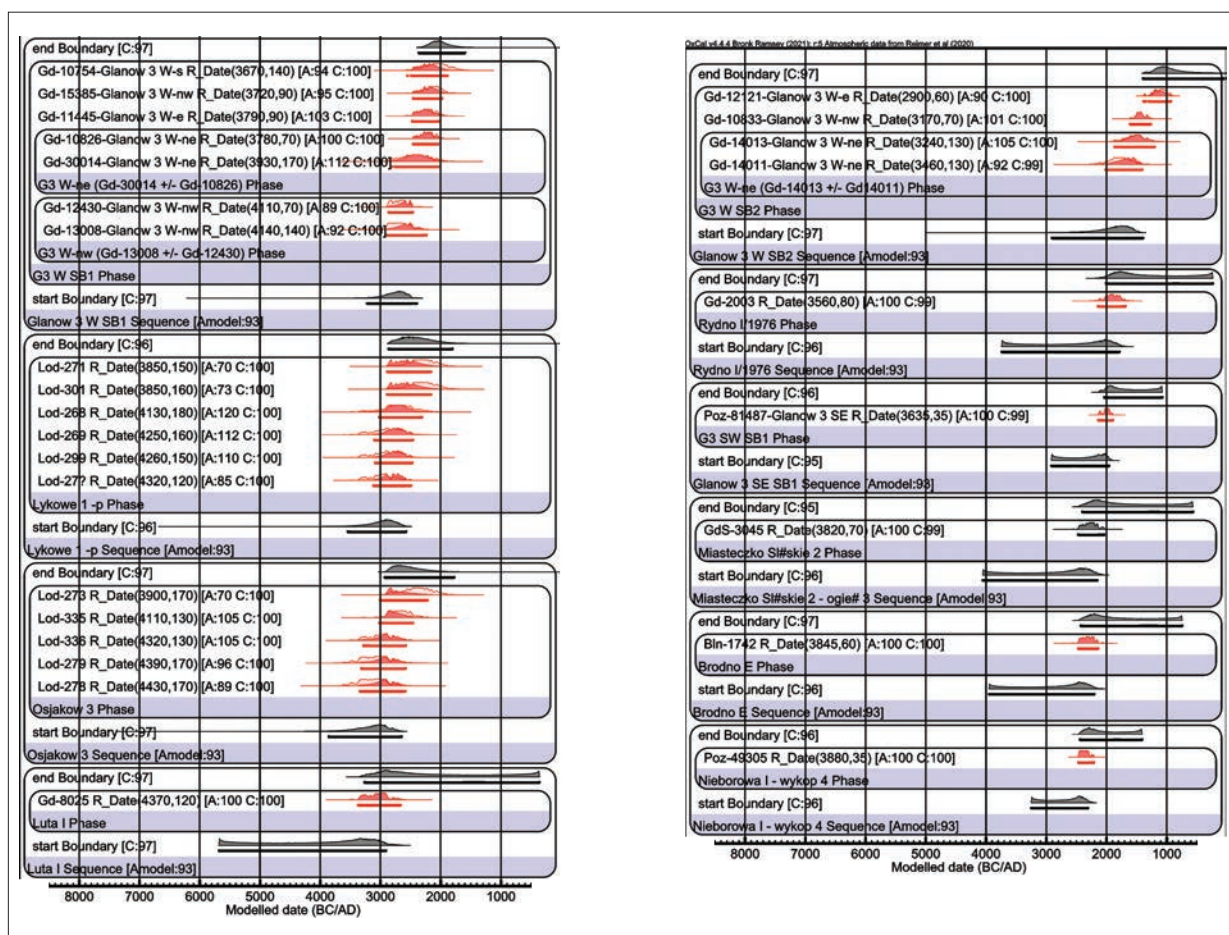 end Boundary [C:97]
Gd-10754-Glanow 3 W-s R_Date(3670,140) [A:94 C:100]
Gd-15385-Glanow 3 W-nw R_Date(3720,90) [A:95 C:100]
Gd-11445-Glanow 3 W-e R_Date(3790,90) [A:103 C:100]
Gd-10826-Glanow 3 W-ne R_Date(3780,70) [A:100 C:100]
Gd-30014-Glanow 3 W-ne R_Date(3930,170) [A:112 C:100]
G3 W-ne (Gd-30014 +/- Gd-10826) Phase
Gd-12430-Glanow 3 W-nw R_Date(4110,70) [A:89 C:100]
Gd-13008-Glanow 3 W-nw R_Date(4140,140) [A:92 C:100]
G3 W-nw (Gd-13008 +/- Gd-12430) Phase
G3 W SB1 Phase
start Boundary [C:97]
Glanow 3 W SB1 Sequence [Amodel:93]
end Boundary [C:96]
Lod-271 R_Date(3850,150) [A:70 C:100]
Lod-301 R_Date(3850,160) [A:73 C:100]
Lod-268 R_Date(4130,180) [A:120 C:100]
Lod-269 R_Date(4250,160) [A:112 C:100]
Lod-299 R_Date(4260,150) [A:110 C:100]
Lod-27? R_Date(4320,120) [A:85 C:100]
Lykowe 1 -p Phase
start Boundary [C:96]
Lykowe 1 -p Sequence [Amodel:93]
end Boundary [C:97]
Lod-273 R_Date(3900,170) [A:70 C:100]
Lod-335 R_Date(4110,130) [A:105 C:100]
Lod-336 R_Date(4320,130) [A:105 C:100]
Lod-279 R_Date(4390,170) [A:96 C:100]
Lod-278 R_Date(4430,170) [A:89 C:100]
Osjakow 3 Phase
start Boundary [C:97]
Osjakow 3 Sequence [Amodel:93]
end Boundary [C:97]
Gd-8025 R_Date(4370,120) [A:100 C:100]
Luta I Phase
start Boundary [C:97]
Luta I Sequence [Amodel:93]
8000 7000 6000 5000 4000 3000 2000 1000
Modelled date (BC/AD)
OxCal v4.4.4 Bronk Ramsey (2021); r:5 Atmospheric data from Reimer et al (2020)
end Boundary [C:97]
Gd-12121-Glanow 3 W-e R_Date(2900,60) [A:90 C:100]
Gd-10833-Glanow 3 W-nw R_Date(3170,70) [A:101 C:100]
Gd-14013-Glanow 3 W-ne R_Date(3240,130) [A:105 C:100]
Gd-14011-Glanow 3 W-ne R_Date(3460,130) [A:92 C:99]
G3 W-ne (Gd-14013 +/- Gd14011) Phase
G3 W SB2 Phase
start Boundary [C:97]
Glanow 3 W SB2 Sequence [Amodel:93]
end Boundary [C:97]
Gd-2003 R_Date(3560,80) [A:100 C:99]
Rydno I/1976 Phase
start Boundary [C:96]
Rydno I/1976 Sequence [Amodel:93]
end Boundary [C:96]
Poz-81487-Glanow 3 SE R_Date(3635,35) [A:100 C:99]
G3 SW SB1 Phase
start Boundary [C:95]
Glanow 3 SE SB1 Sequence [Amodel:93]
end Boundary [C:95]
GdS-3045 R_Date(3820,70) [A:100 C:99]
Miasteczko Sl#skie 2 Phase
start Boundary [C:96]
Miasteczko Sl#skie 2 - ogie# 3 Sequence [Amodel:93]
end Boundary [C:97]
Bln-1742 R_Date(3845,60) [A:100 C:100]
Brodno E Phase
start Boundary [C:96]
Brodno E Sequence [Amodel:93]
end Boundary [C:96]
Poz-49305 R_Date(3880,35) [A:100 C:100]
Nieborowa I - wykop 4 Phase
start Boundary [C:96]
Nieborowa I - wykop 4 Sequence [Amodel:93]
8000 7000 6000 5000 4000 3000 2000 1000
Modelled date (BC/AD)